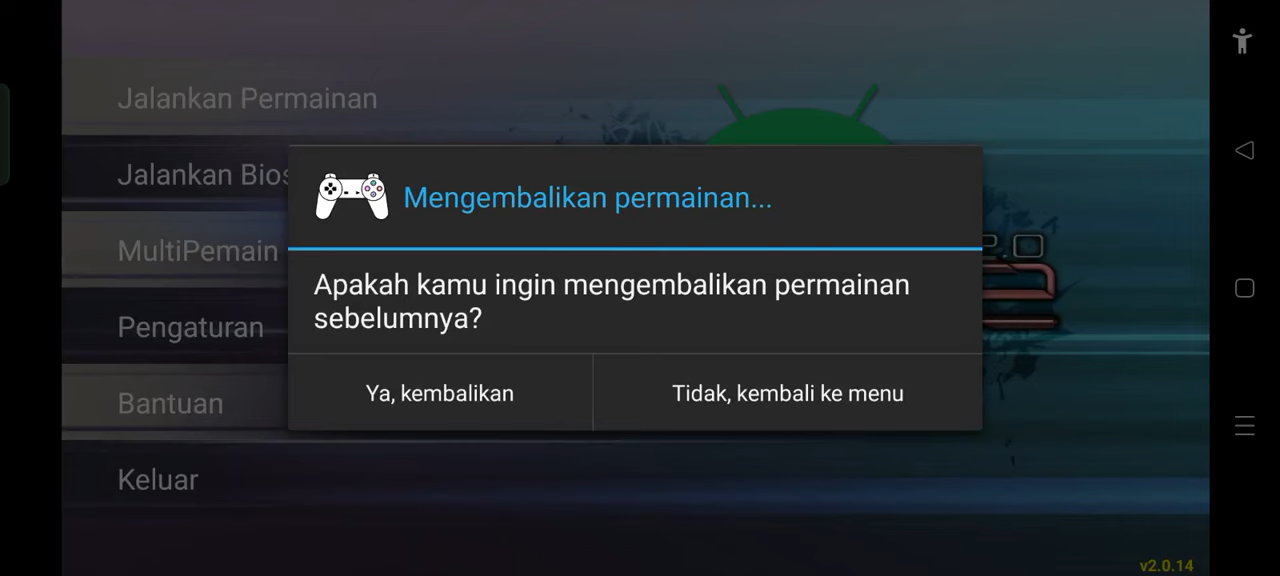 Jalankan Permainan
Jalankan Bios
MultiPemain
Pengaturan
Bantuan
Keluar
Mengembalikan permainan...
Apakah kamu ingin mengembalikan permainan
sebelumnya?
Ya, kembalikan
Tidak, kembali ke menu
v2.0.14